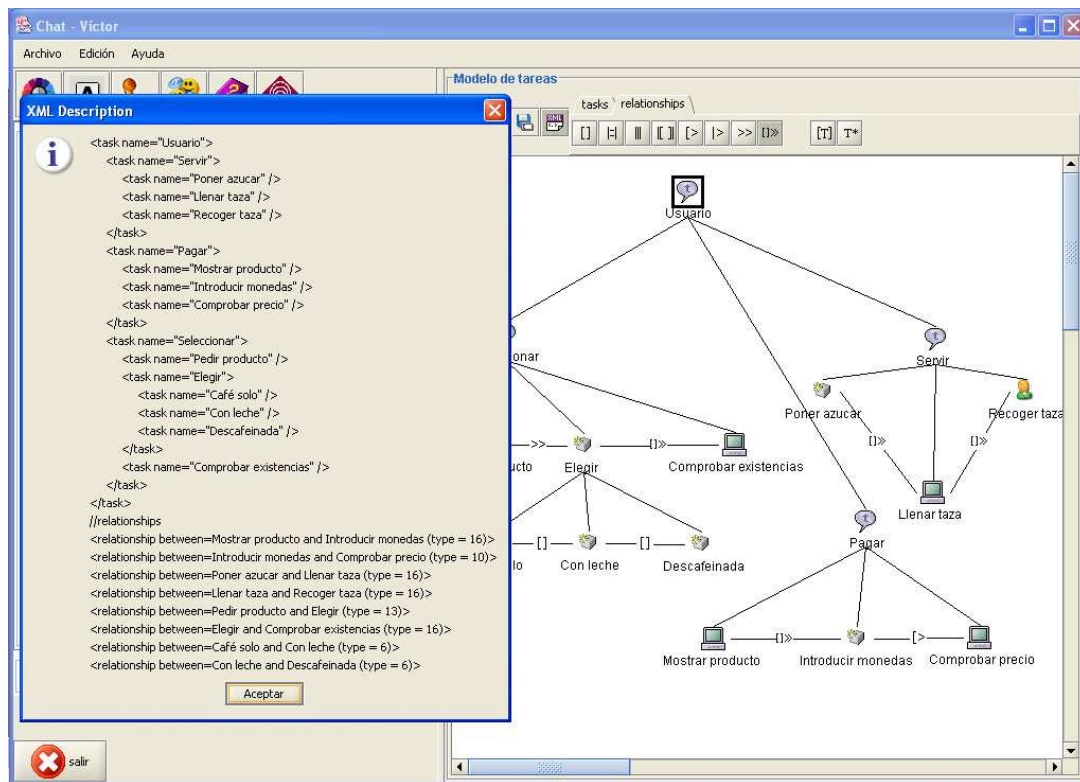 Chat - Víctor
Archivo Edición Ayuda
Modelo de tareas
tasks relationships
[] |=| ||| |[]| [> |> >> []» [T] T*
XML Description
<task name="Usuario">
<task name="Servir">
<task name="Poner azucar" />
<task name="Llenar taza" />
<task name="Recoger taza" />
</task>
<task name="Pagar">
<task name="Mostrar producto" />
<task name="Introducir monedas" />
<task name="Comprobar precio" />
</task>
<task name="Seleccionar">
<task name="Pedir producto" />
<task name="Elegir">
<task name="Café solo" />
<task name="Con leche" />
<task name="Descafeinada" />
</task>
<task name="Comprobar existencias" />
</task>
</task>
//relationships
<relationship between=Mostrar producto and Introducir monedas (type = 16)>
<relationship between=Introducir monedas and Comprobar precio (type = 10)>
<relationship between=Poner azucar and Llenar taza (type = 16)>
<relationship between=Llenar taza and Recoger taza (type = 16)>
<relationship between=Pedir producto and Elegir (type = 13)>
<relationship between=Elegir and Comprobar existencias (type = 16)>
<relationship between=Café solo and Con leche (type = 6)>
<relationship between=Con leche and Descafeinada (type = 6)>
Aceptar
salir
Usuario
onar
Servir
Poner azucar
Recoger taza
[]» []»
Llenar taza
ucto >> Elegir []» Comprobar existencias
lo [] Con leche [] Descafeinada
Pagar
Mostrar producto []» Introducir monedas [> Comprobar precio